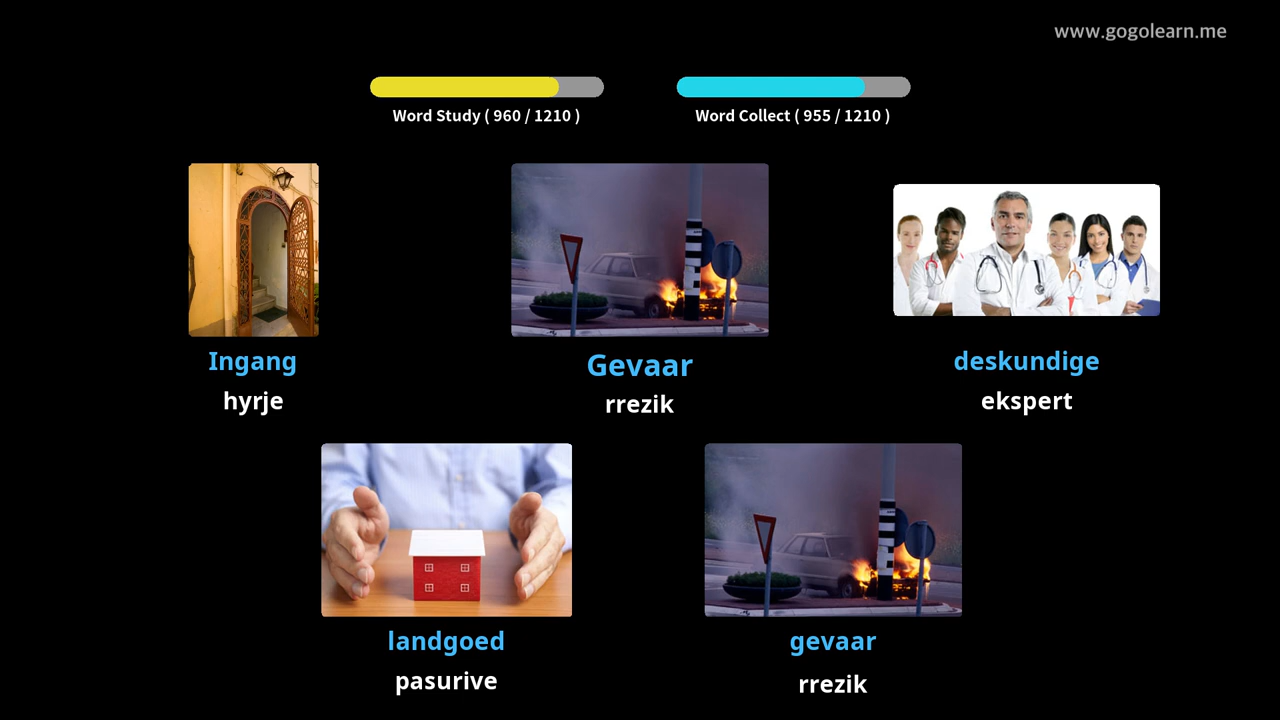 www.gogolearn.me
Word Study ( 960 / 1210 )
Word Collect ( 955 / 1210 )
Ingang
hyrje
Gevaar
rrezik
deskundige
ekspert
landgoed
pasurive
gevaar
rrezik